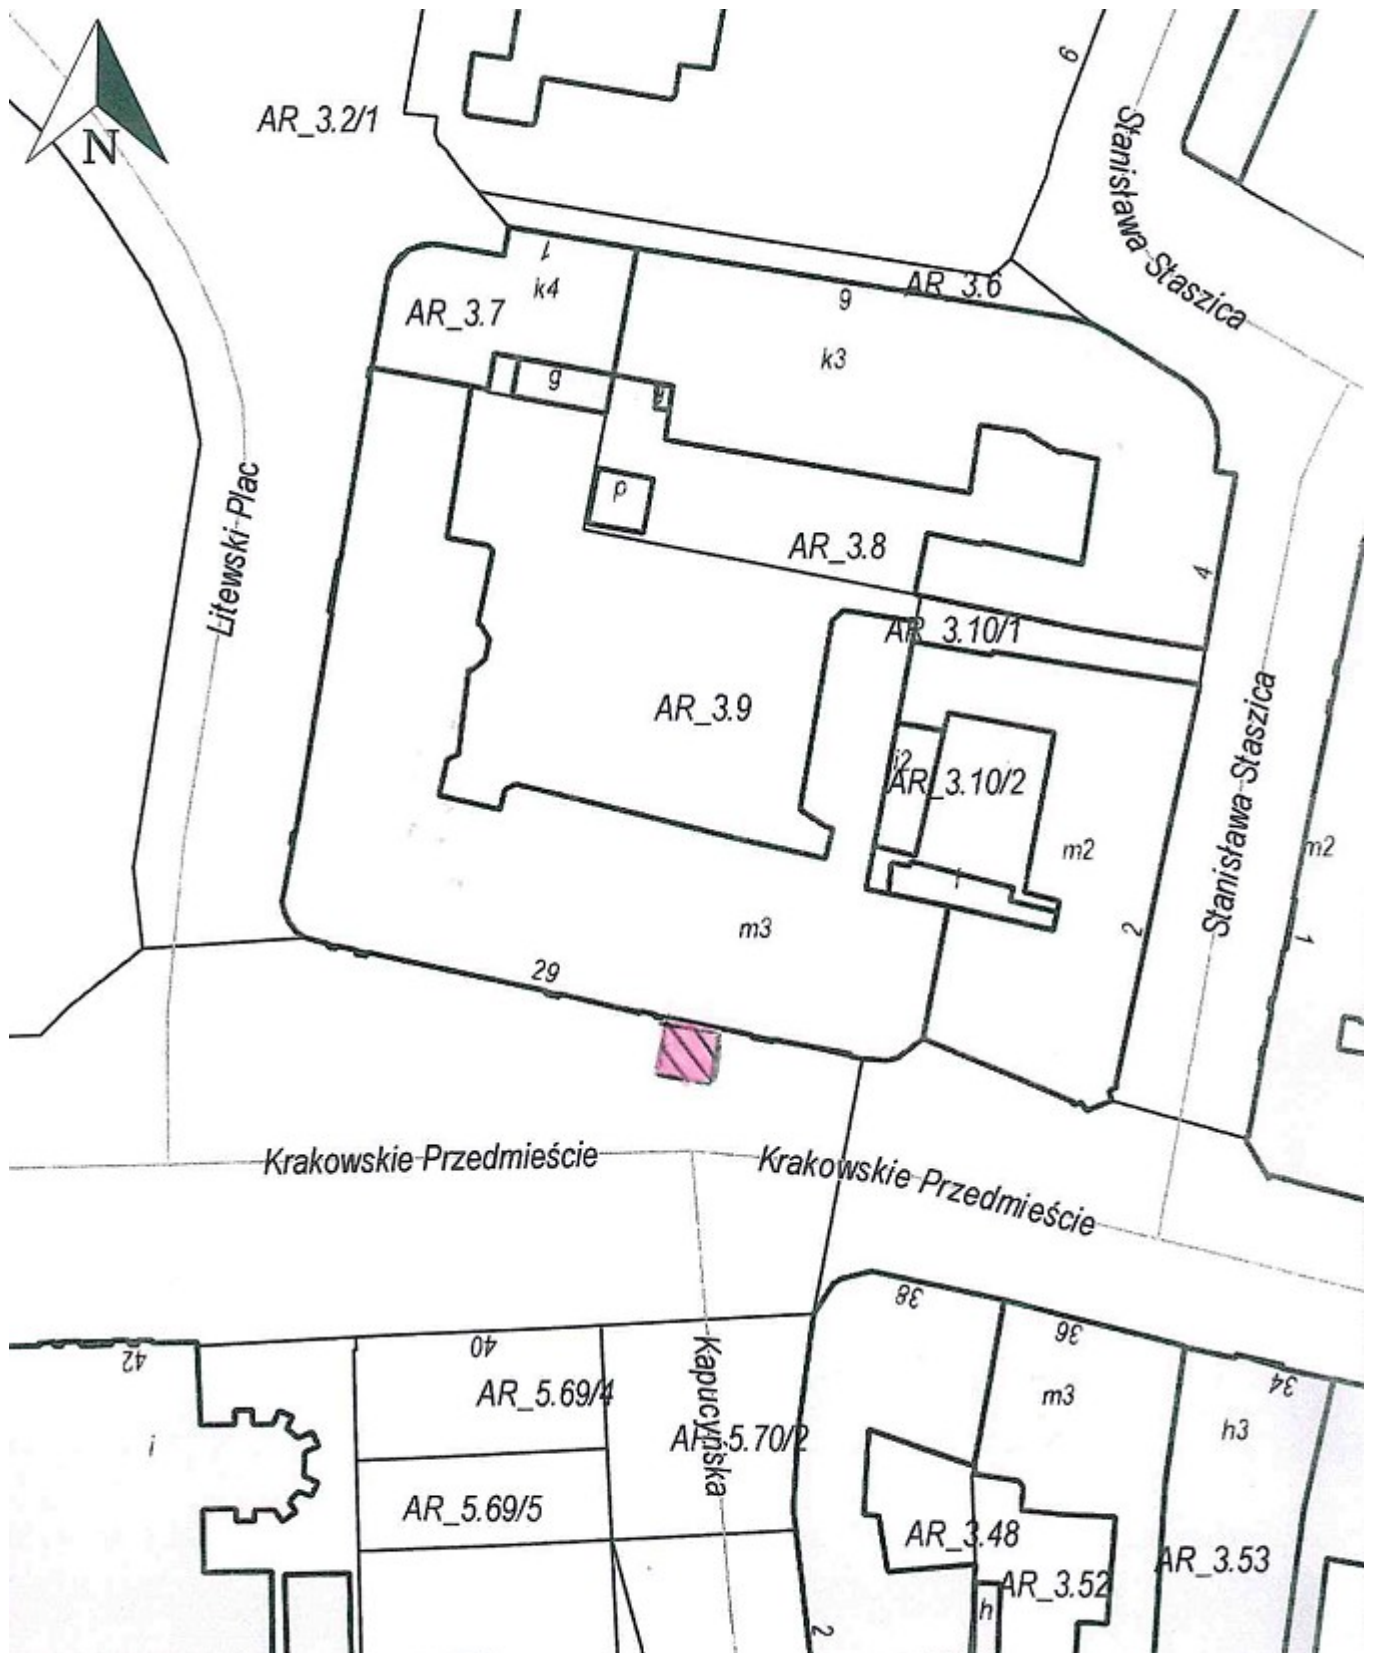 N
AR_3.2/1
9
Stanisława Staszica
1
k4
AR_3.6
AR_3.7
9
k3
g
p
Litewski Plac
AR_3.8
4
AR_3.10/1
AR_3.9
i2
AR_3.10/2
Stanisława Staszica
m2
m2
i
m3
2
1
29
Krakowskie Przedmieście
Krakowskie Przedmieście
38
36
42
40
34
Kapucyńska
AR_5.69/4
m3
h3
i
AR_5.70/2
AR_5.69/5
AR_3.48
AR_3.53
AR_3.52
h
2